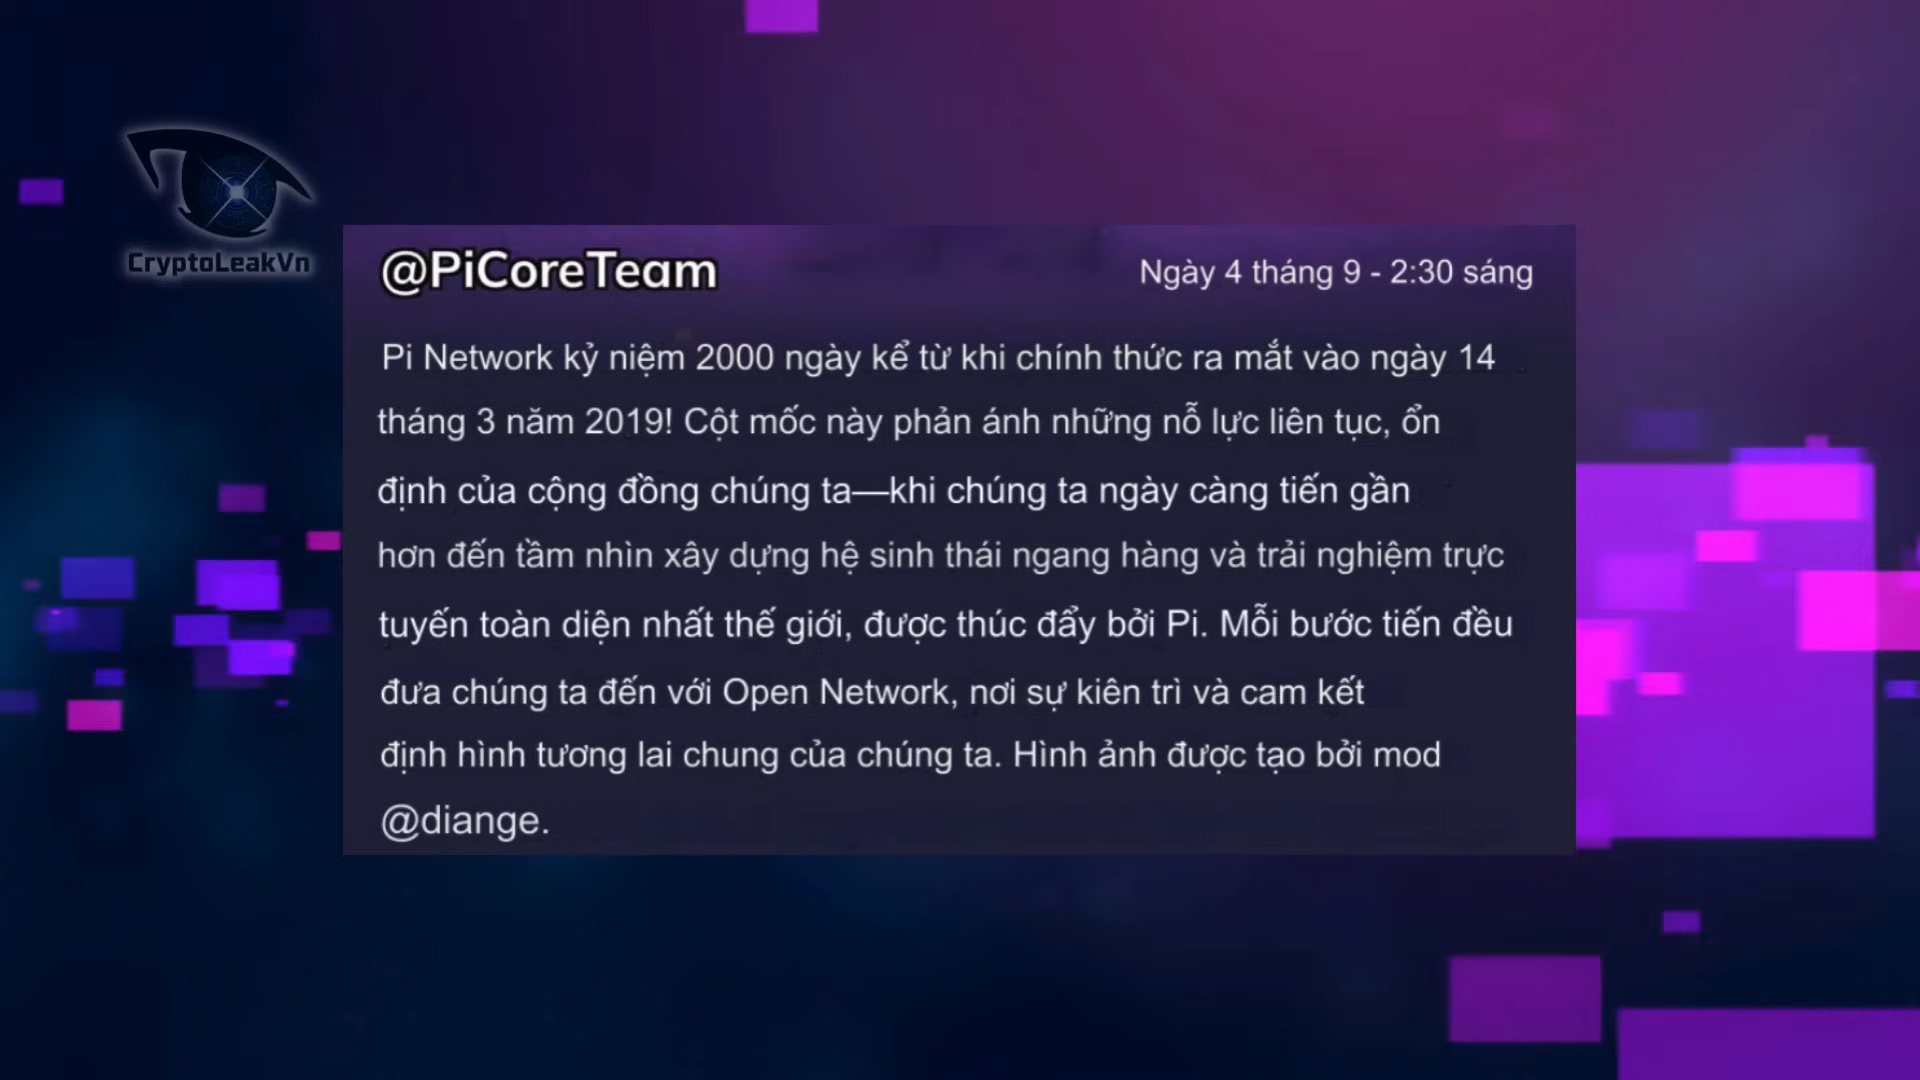 CryptoLeakVn
@PiCoreTeam
Ngày 4 tháng 9 - 2:30 sáng
Pi Network kỷ niệm 2000 ngày kể từ khi chính thức ra mắt vào ngày 14
tháng 3 năm 2019! Cột mốc này phản ánh những nỗ lực liên tục, ổn
định của cộng đồng chúng ta—khi chúng ta ngày càng tiến gần
hơn đến tầm nhìn xây dựng hệ sinh thái ngang hàng và trải nghiệm trực
tuyến toàn diện nhất thế giới, được thúc đẩy bởi Pi. Mỗi bước tiến đều
đưa chúng ta đến với Open Network, nơi sự kiên trì và cam kết
định hình tương lai chung của chúng ta. Hình ảnh được tạo bởi mod
@diange.